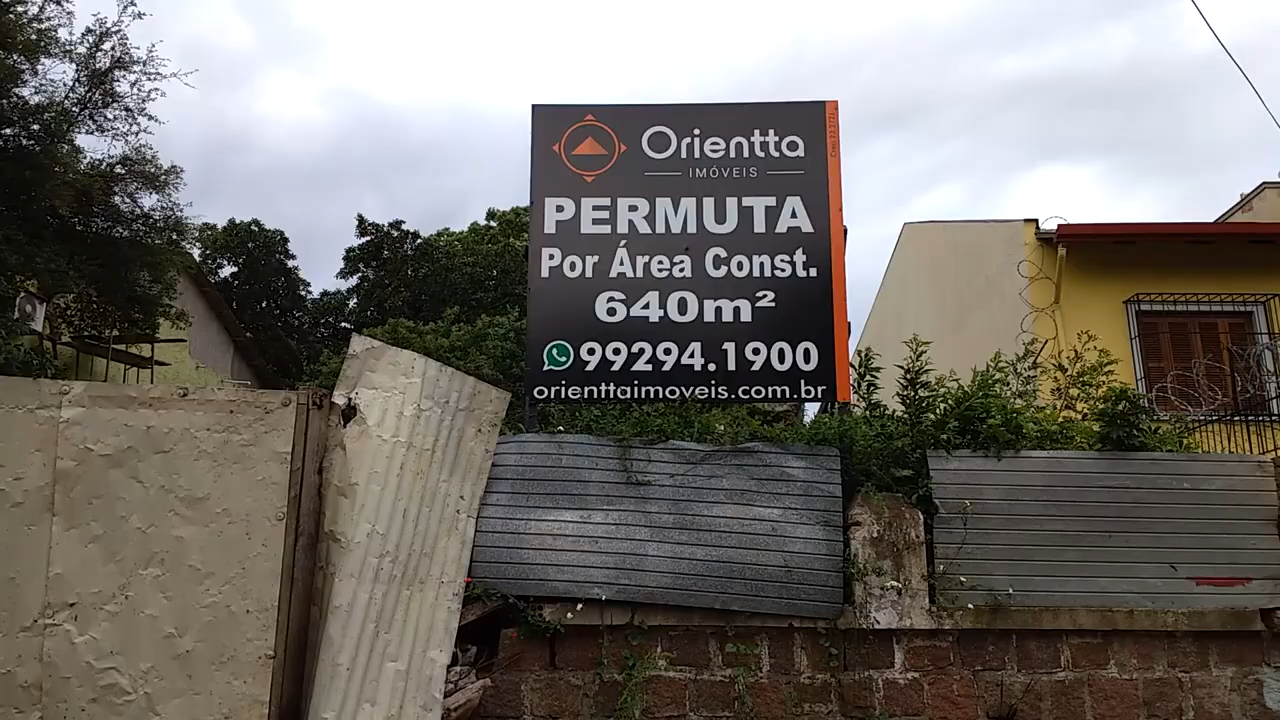 Orientta
IMÓVEIS
PERMUTA
Por Área Const.
640m²
99294.1900
orienttaimoveis.com.br